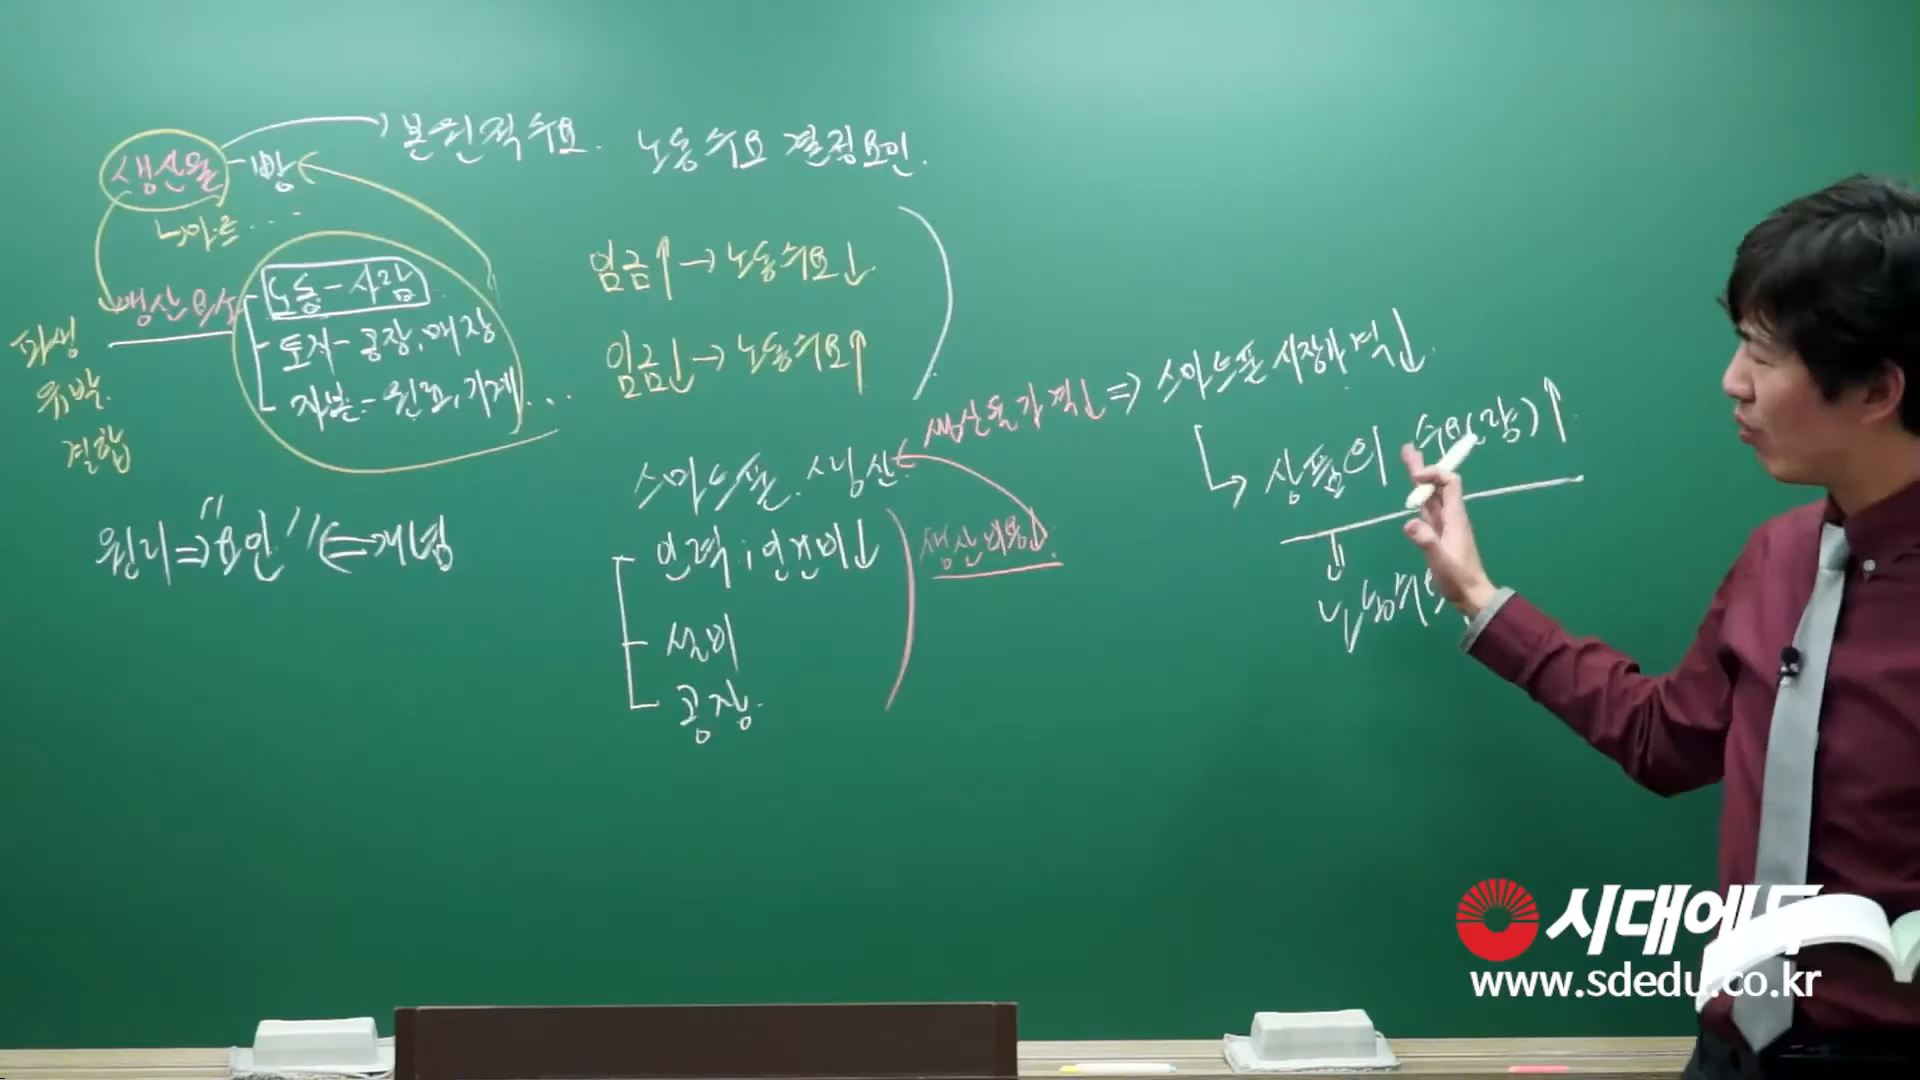 생산물 - 빵 → 본원적 수요.
↳ 마트 ...
생산요소
노동 - 사람
토지 - 공장, 매장
자본 - 원료, 기계 ...
파생
유발
결합
원리 ⇒ "요인" ⇐ 개념
노동수요 결정요인.
임금↑ → 노동수요↓
임금↓ → 노동수요↑
스마트폰 생산
인력 : 인건비↓
설비
공장.
생산비용↓
생산물가격↓ ⇒ 스마트폰 시장가격↓.
↳ 상품의 수요(량)↑
시대에듀
www.sdedu.co.kr